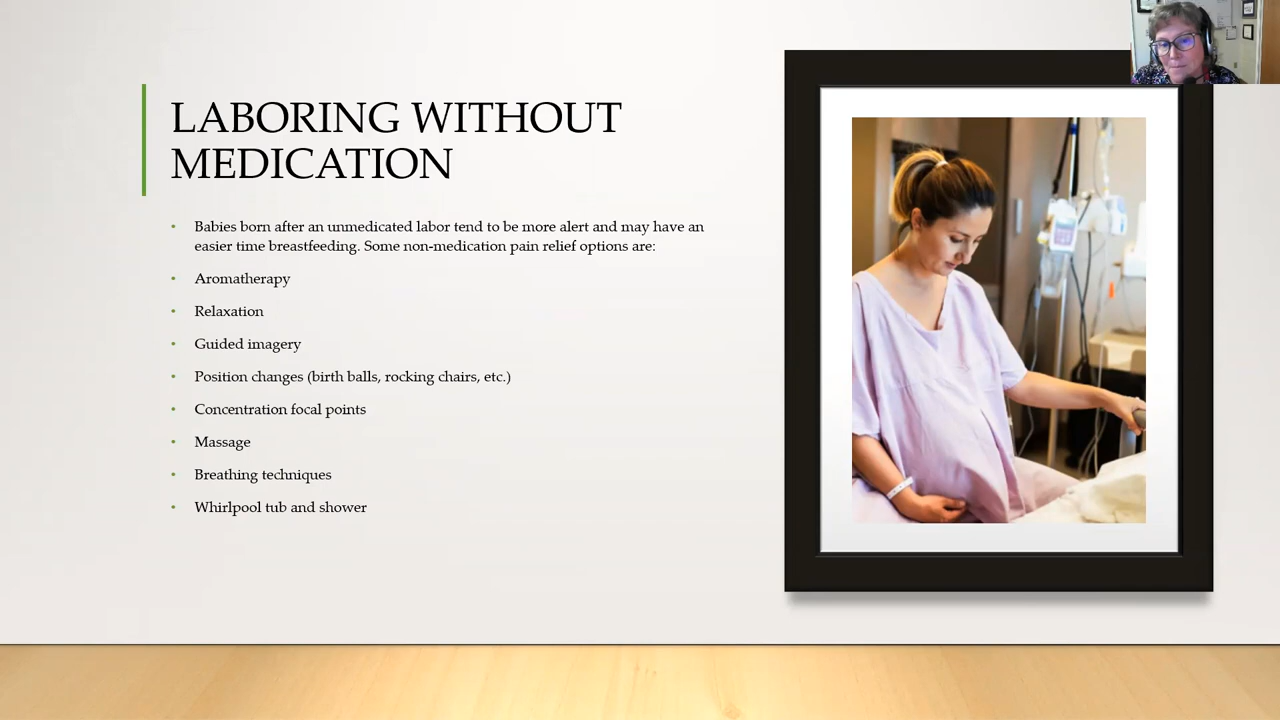 LABORING WITHOUT
MEDICATION
• Babies born after an unmedicated labor tend to be more alert and may have an
easier time breastfeeding. Some non-medication pain relief options are:
• Aromatherapy
• Relaxation
• Guided imagery
• Position changes (birth balls, rocking chairs, etc.)
• Concentration focal points
• Massage
• Breathing techniques
• Whirlpool tub and shower